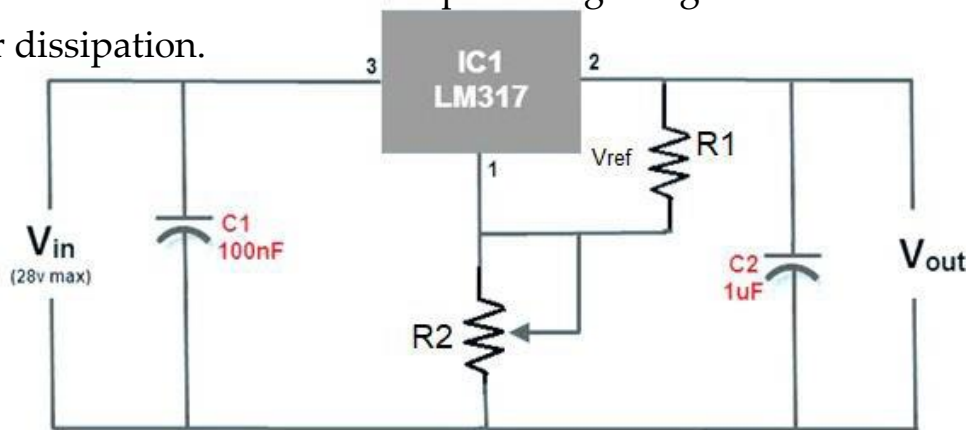 dissipation.
3
IC1
LM317
2
1
Vref
R1
C1
100nF
Vin
(28v max)
R2
C2
1uF
Vout